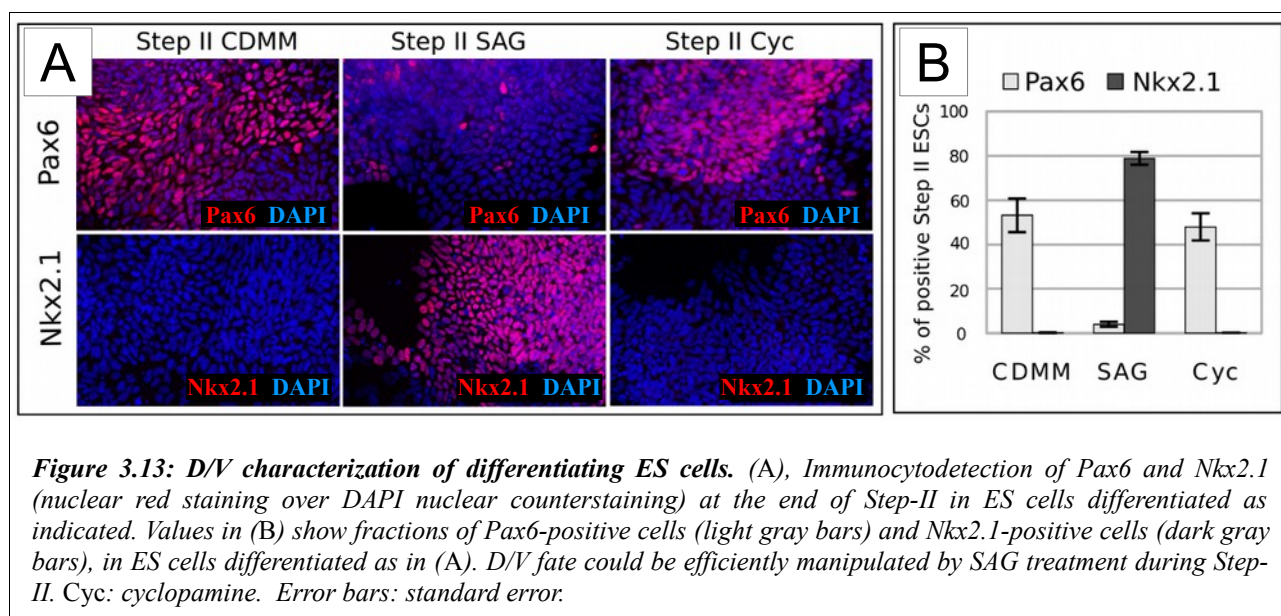 A
Step II CDMM Step II SAG Step II Cyc
Pax6
Pax6 DAPI Pax6 DAPI Pax6 DAPI
Nkx2.1
Nkx2.1 DAPI Nkx2.1 DAPI Nkx2.1 DAPI
B
Pax6 Nkx2.1
% of positive Step II ESCs
100
80
60
40
20
0
CDMM SAG Cyc
Figure 3.13: D/V characterization of differentiating ES cells. (A), Immunocytodetection of Pax6 and Nkx2.1
(nuclear red staining over DAPI nuclear counterstaining) at the end of Step-II in ES cells differentiated as
indicated. Values in (B) show fractions of Pax6-positive cells (light gray bars) and Nkx2.1-positive cells (dark gray
bars), in ES cells differentiated as in (A). D/V fate could be efficiently manipulated by SAG treatment during Step-
II. Cyc: cyclopamine. Error bars: standard error.